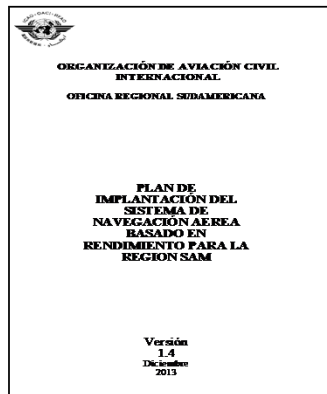 ORGANIZACIÓN DE AVIACIÓN CIVIL
INTERNACIONAL
OFICINA REGIONAL SUDAMERICANA
PLAN DE
IMPLANTACIÓN DEL
SISTEMA DE
NAVEGACIÓN AEREA
BASADO EN
RENDIMIENTO PARA LA
REGION SAM
Versión
1.4
Diciembre
2013